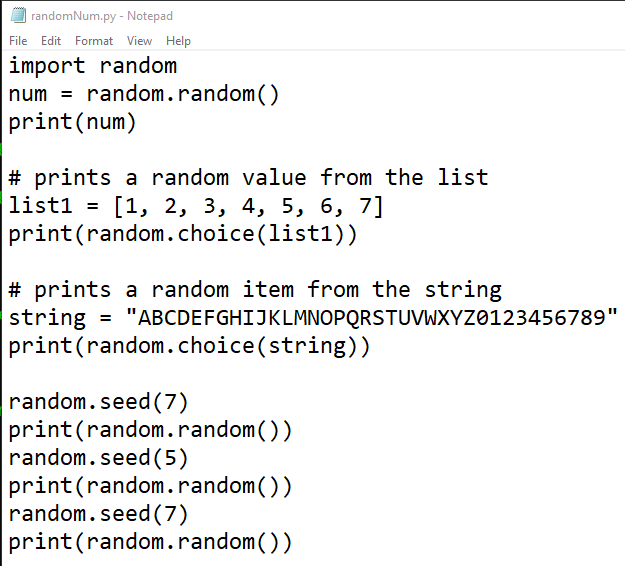 randomNum.py - Notepad
File Edit Format View Help
import random
num = random.random()
print(num)
# prints a random value from the list
list1 = [1, 2, 3, 4, 5, 6, 7]
print(random.choice(list1))
# prints a random item from the string
string = "ABCDEFGHIJKLMNOPQRSTUVWXYZ0123456789"
print(random.choice(string))
random.seed(7)
print(random.random())
random.seed(5)
print(random.random())
random.seed(7)
print(random.random())